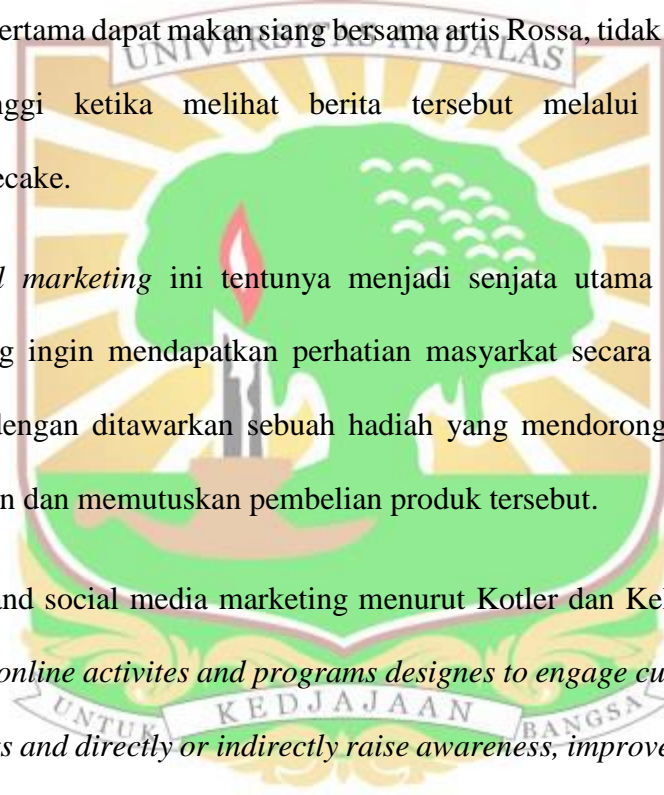 ertama dapat makan siang bersama artis Rossa, tidak
UNIVERSITAS ANDALAS
nggi ketika melihat berita tersebut melalui
ecake.
marketing ini tentunya menjadi senjata utama
g ingin mendapatkan perhatian masyarkat secara
dengan ditawarkan sebuah hadiah yang mendorong
n dan memutuskan pembelian produk tersebut.
and social media marketing menurut Kotler dan Kel
online activites and programs designes to engage cu
UNTUK KEDJAJAAN BANGSA
s and directly or indirectly raise awareness, improve